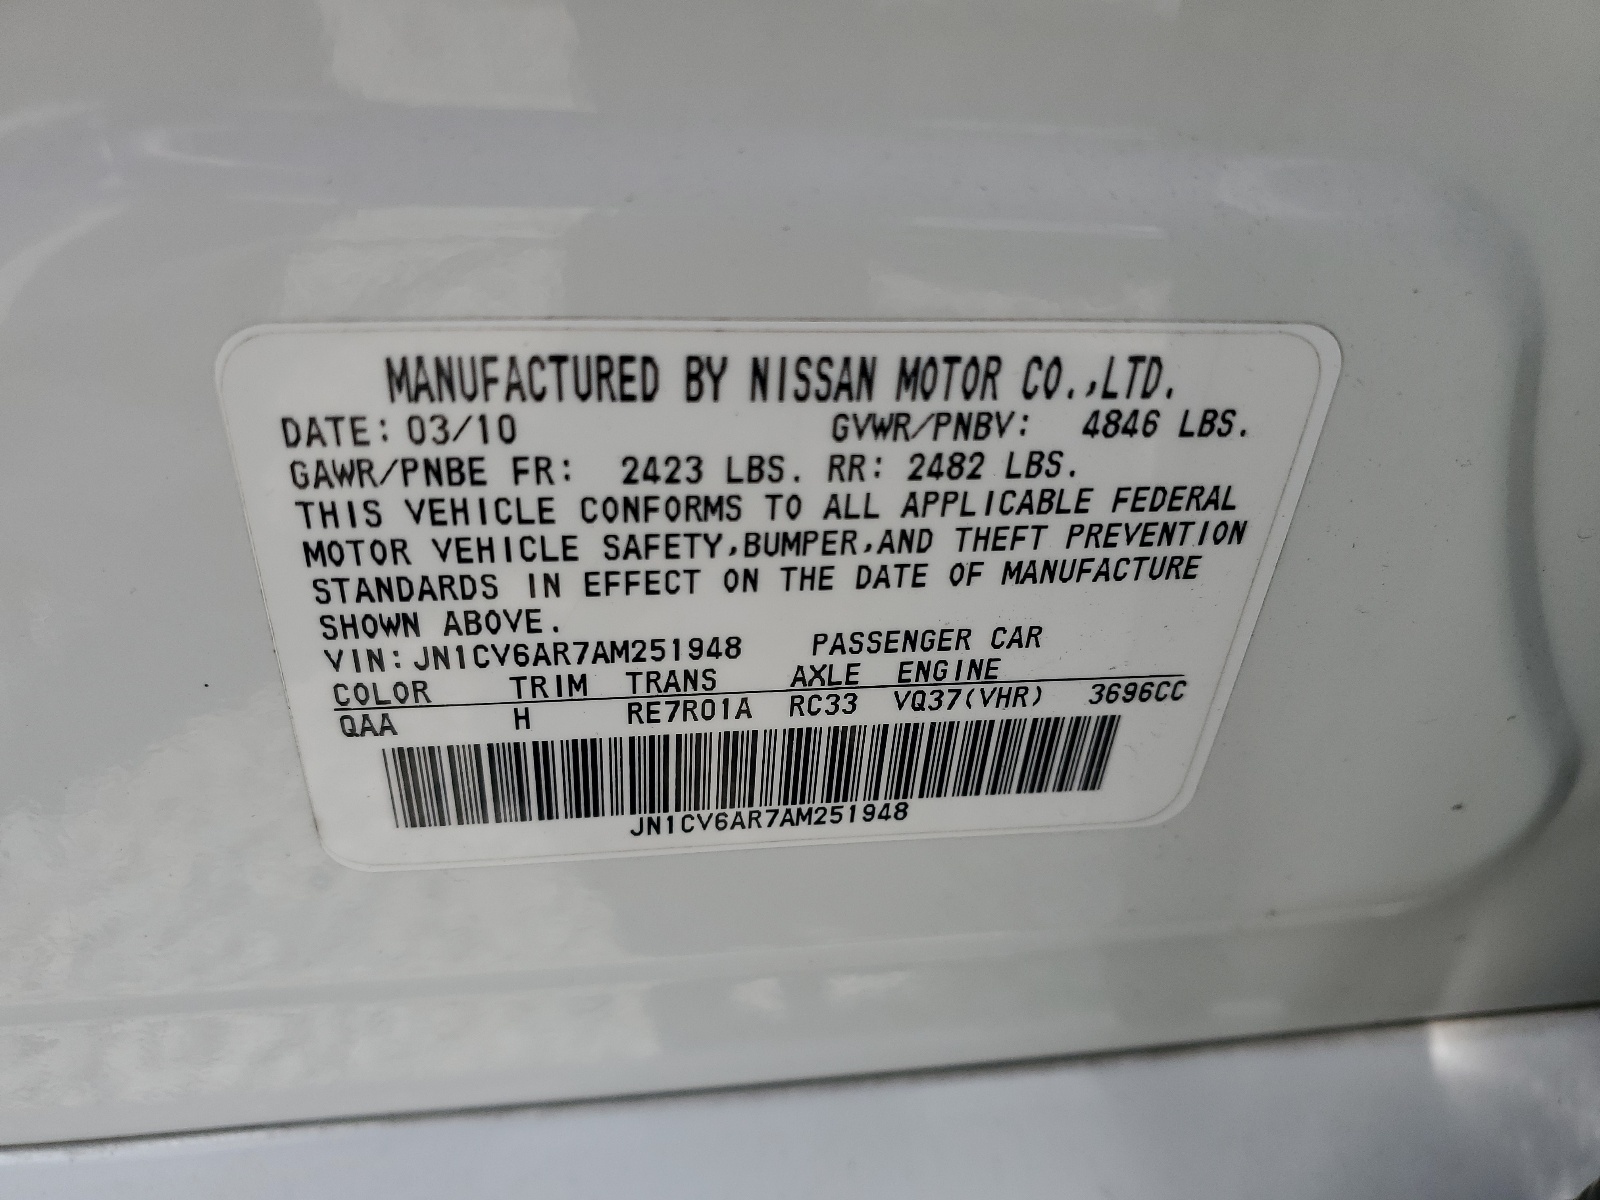 MANUFACTURED BY NISSAN MOTOR CO.,LTD.
DATE: 03/10 GVWR/PNBV: 4846 LBS.
GAWR/PNBE FR: 2423 LBS. RR: 2482 LBS.
THIS VEHICLE CONFORMS TO ALL APPLICABLE FEDERAL
MOTOR VEHICLE SAFETY,BUMPER,AND THEFT PREVENTION
STANDARDS IN EFFECT ON THE DATE OF MANUFACTURE
SHOWN ABOVE.
VIN: JN1CV6AR7AM251948 PASSENGER CAR
COLOR TRIM TRANS AXLE ENGINE
QAA H RE7R01A RC33 VQ37(VHR) 3696CC
JN1CV6AR7AM251948